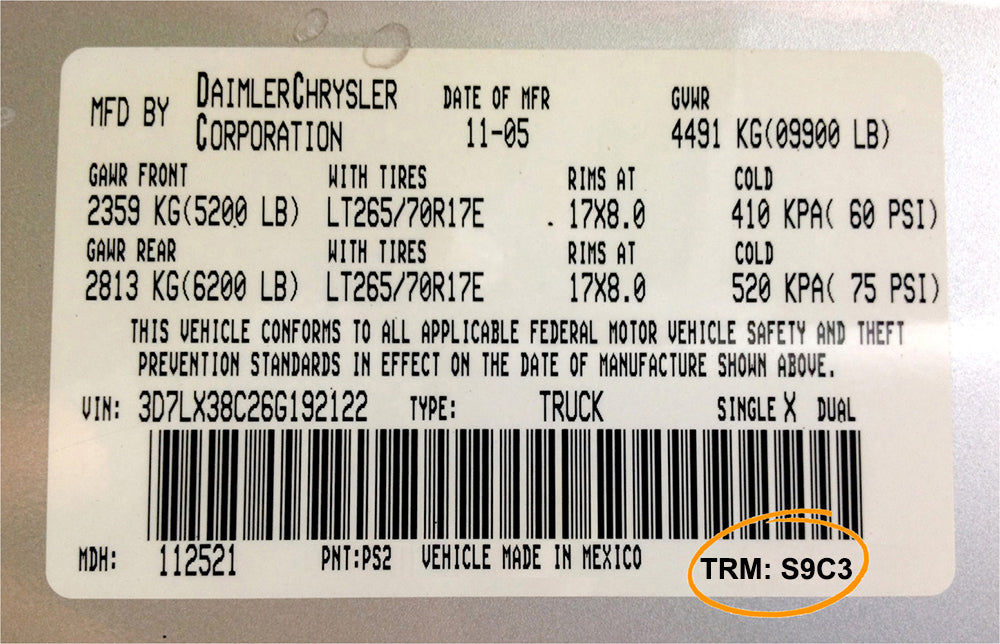 MFD BY DAIMLERCHRYSLER CORPORATION DATE OF MFR 11-05 GVWR 4491 KG(09900 LB)
GAWR FRONT WITH TIRES RIMS AT COLD
2359 KG(5200 LB) LT265/70R17E . 17X8.0 410 KPA( 60 PSI)
GAWR REAR WITH TIRES RIMS AT COLD
2813 KG(6200 LB) LT265/70R17E 17X8.0 520 KPA( 75 PSI)
THIS VEHICLE CONFORMS TO ALL APPLICABLE FEDERAL MOTOR VEHICLE SAFETY AND THEFT
PREVENTION STANDARDS IN EFFECT ON THE DATE OF MANUFACTURE SHOWN ABOVE.
VIN: 3D7LX38C26G192122 TYPE: TRUCK SINGLE X DUAL
MDH: 112521 PNT:PS2 VEHICLE MADE IN MEXICO TRM: S9C3